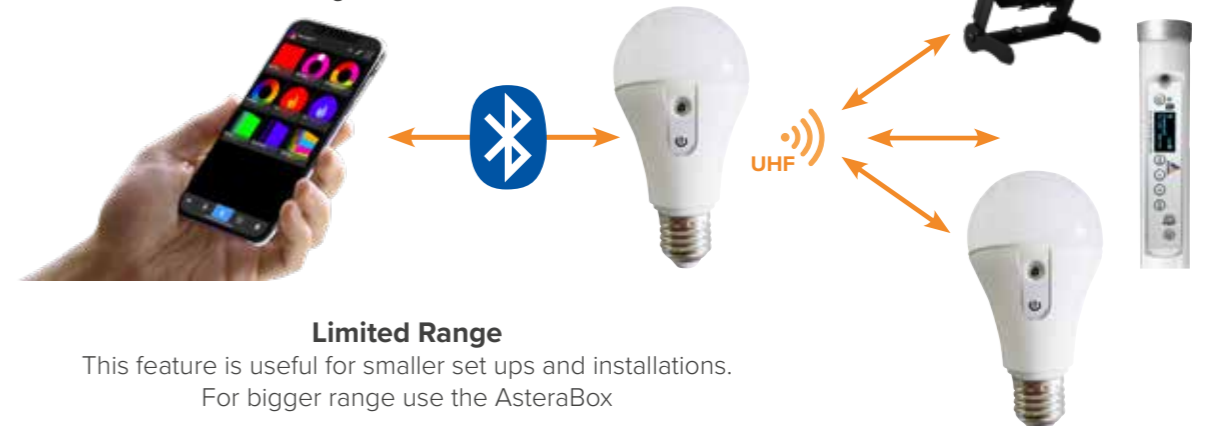 UHF
Limited Range
This feature is useful for smaller set ups and installations.
For bigger range use the AsteraBox